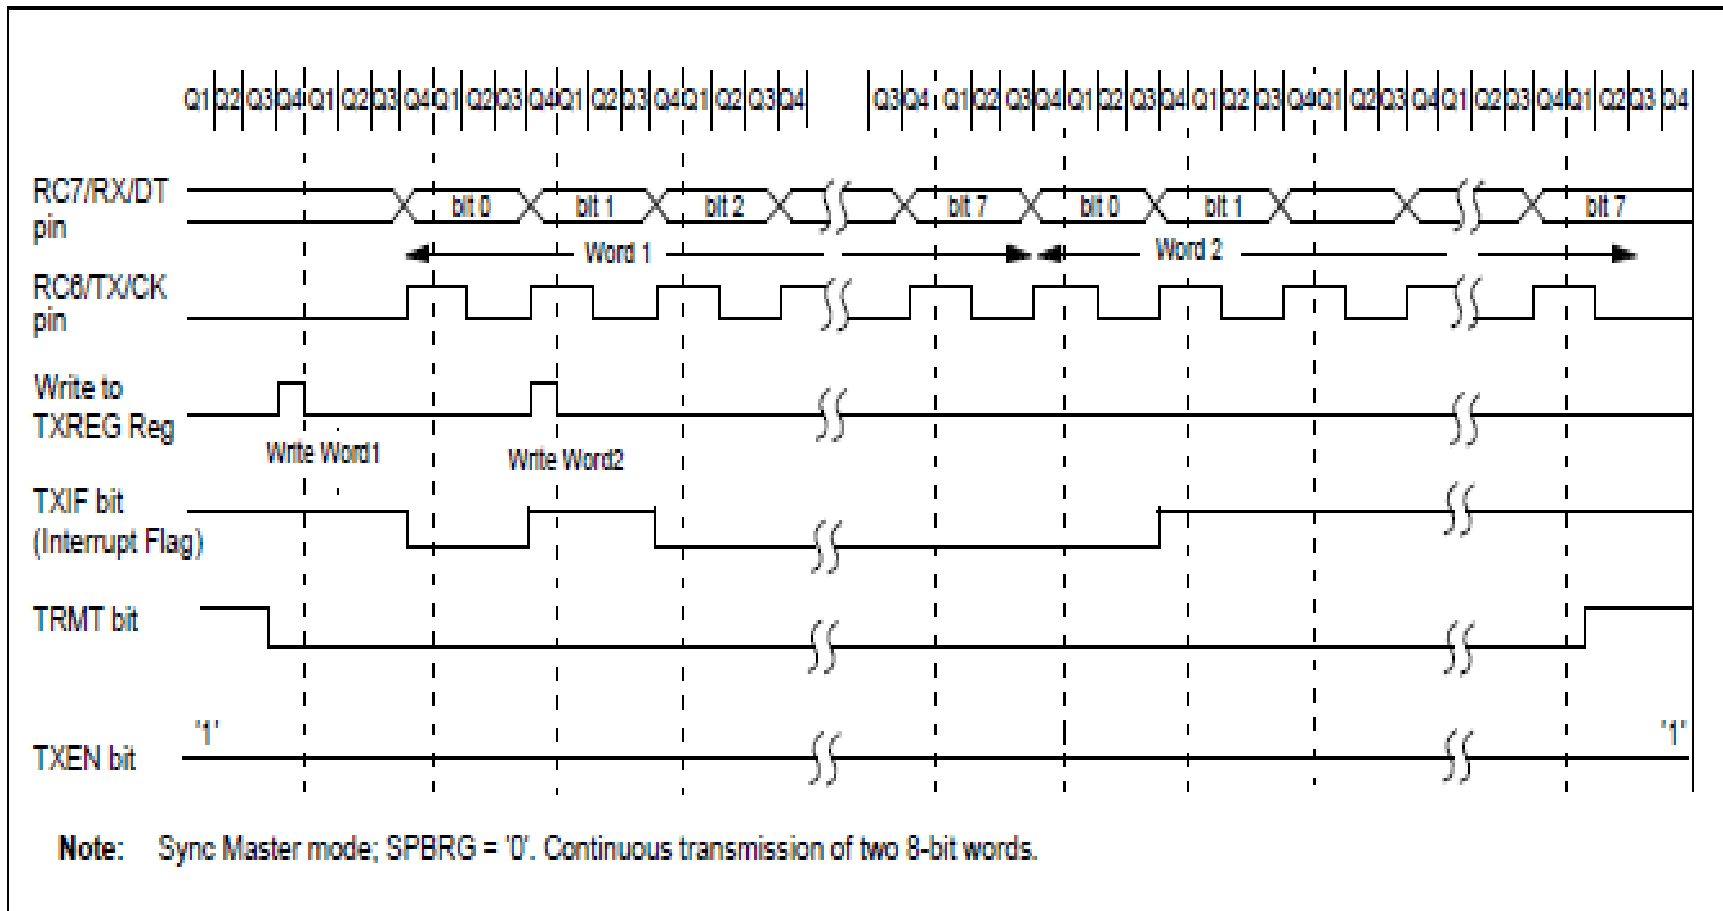 Q1 Q2 Q3 Q4 Q1 Q2 Q3 Q4 Q1 Q2 Q3 Q4 Q1 Q2 Q3 Q4 Q1 Q2 Q3 Q4 Q3 Q4 Q1 Q2 Q3 Q4 Q1 Q2 Q3 Q4 Q1 Q2 Q3 Q4 Q1 Q2 Q3 Q4 Q1 Q2 Q3 Q4 Q1 Q2 Q3 Q4
RC7/RX/DT
pin
bit 0 bit 1 bit 2 bit 7 bit 0 bit 1 bit 7
Word 1 Word 2
RC6/TX/CK
pin
Write to
TXREG Reg
Write Word1 Write Word2
TXIF bit
(Interrupt Flag)
TRMT bit
'1' '1'
TXEN bit
Note: Sync Master mode; SPBRG = '0'. Continuous transmission of two 8-bit words.